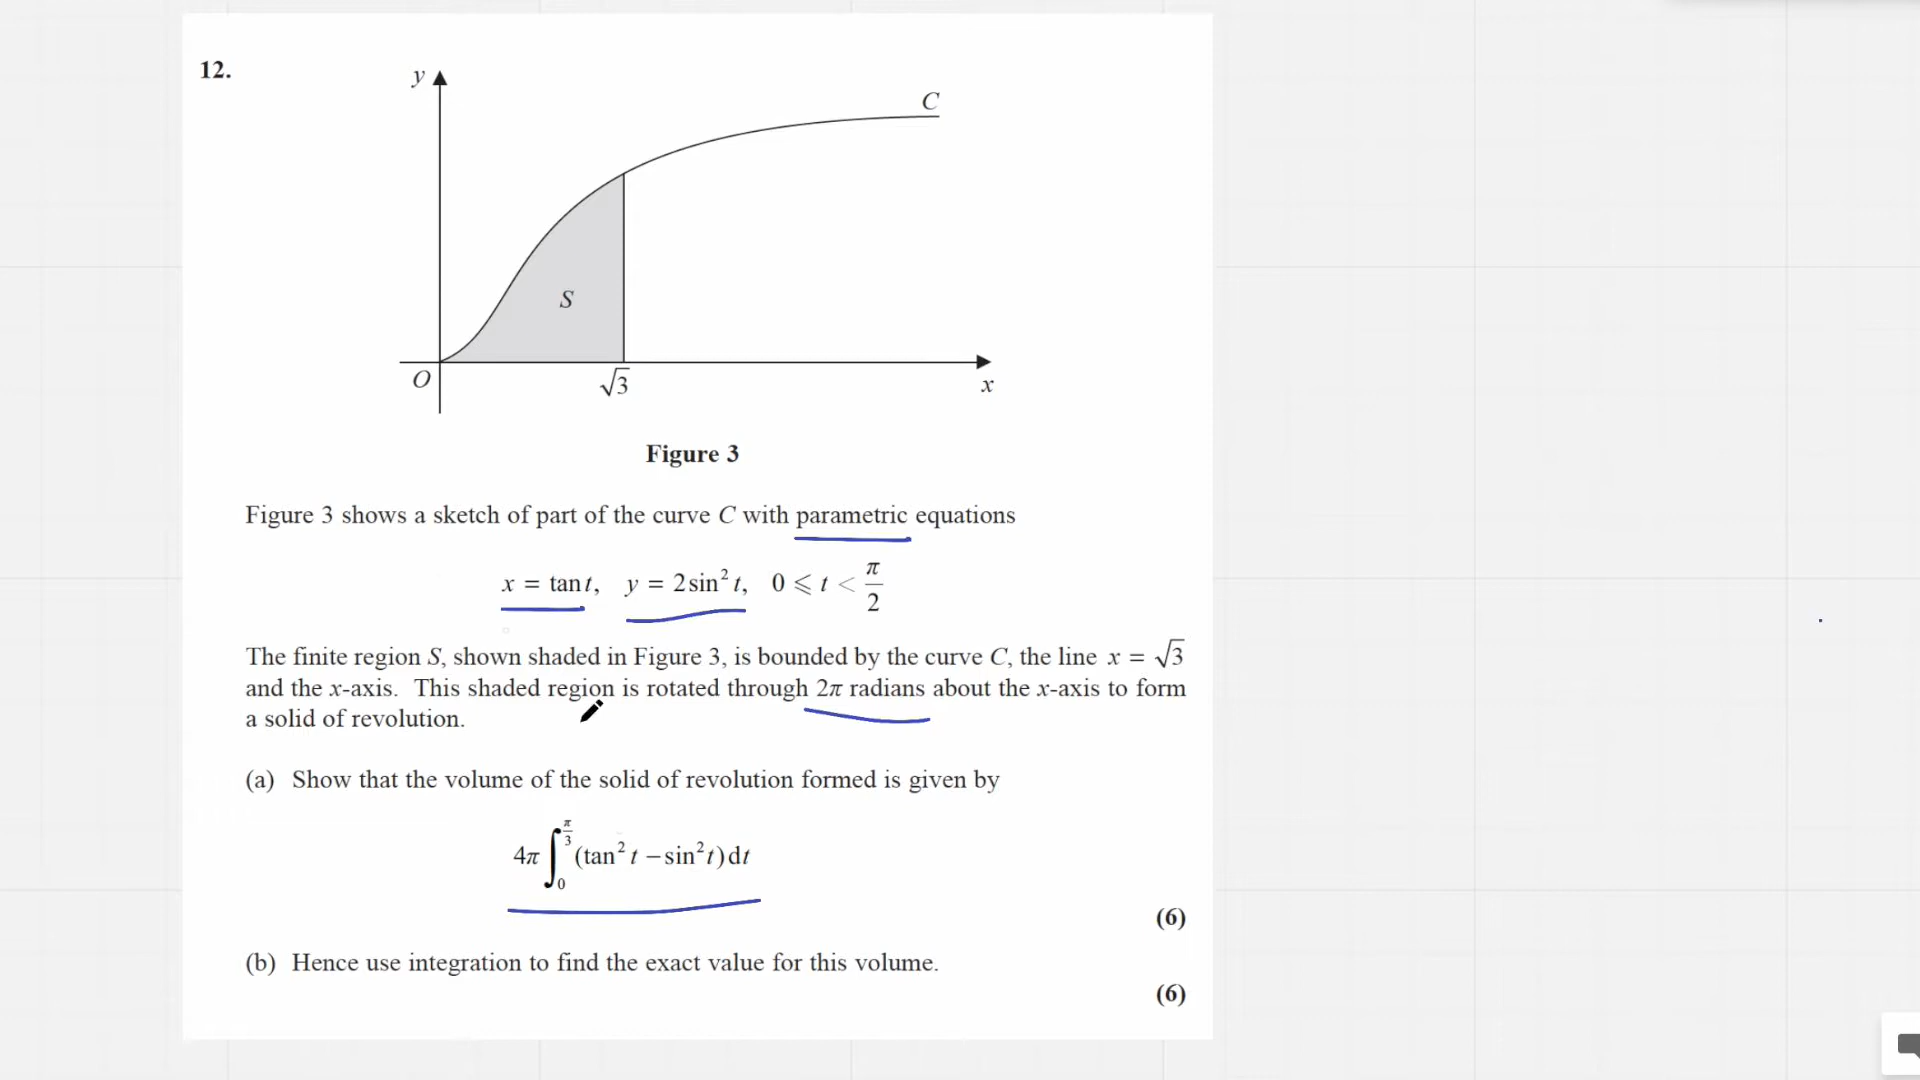 12.
y
C
S
O
√3
x
Figure 3
Figure 3 shows a sketch of part of the curve C with parametric equations
x = tan t, y = 2 sin² t, 0 ⩽ t < π/2
The finite region S, shown shaded in Figure 3, is bounded by the curve C, the line x = √3
and the x-axis. This shaded region is rotated through 2π radians about the x-axis to form
a solid of revolution.
(a) Show that the volume of the solid of revolution formed is given by
4π ∫₀^(π/3) (tan² t – sin² t) dt
(6)
(b) Hence use integration to find the exact value for this volume.
(6)